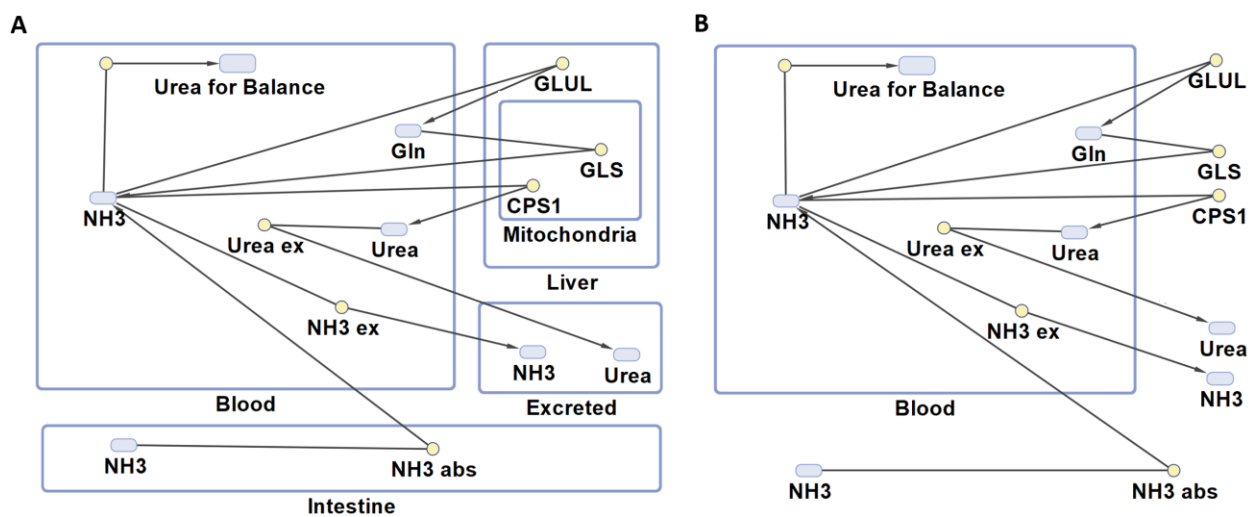 A
Urea for Balance
GLUL
Gln
GLS
NH3
CPS1
Urea ex
Urea
Mitochondria
Liver
NH3 ex
NH3
Urea
Blood
Excreted
NH3
NH3 abs
Intestine
B
Urea for Balance
GLUL
Gln
GLS
NH3
CPS1
Urea ex
Urea
NH3 ex
Urea
NH3
Blood
NH3
NH3 abs